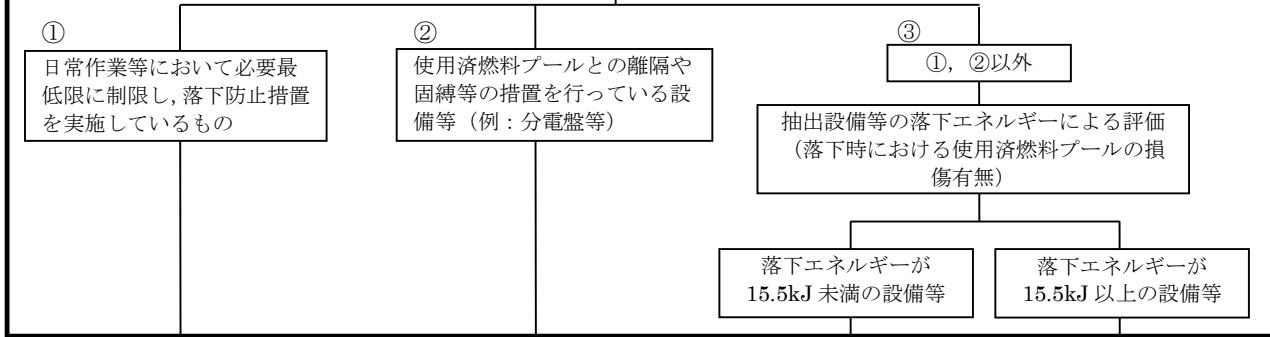 ①
日常作業等において必要最
低限に制限し,落下防止措置
を実施しているもの
②
使用済燃料プールとの離隔や
固縛等の措置を行っている設
備等（例：分電盤等）
③
①，②以外
抽出設備等の落下エネルギーによる評価
（落下時における使用済燃料プールの損
傷有無）
落下エネルギーが
15.5kJ 未満の設備等
落下エネルギーが
15.5kJ 以上の設備等